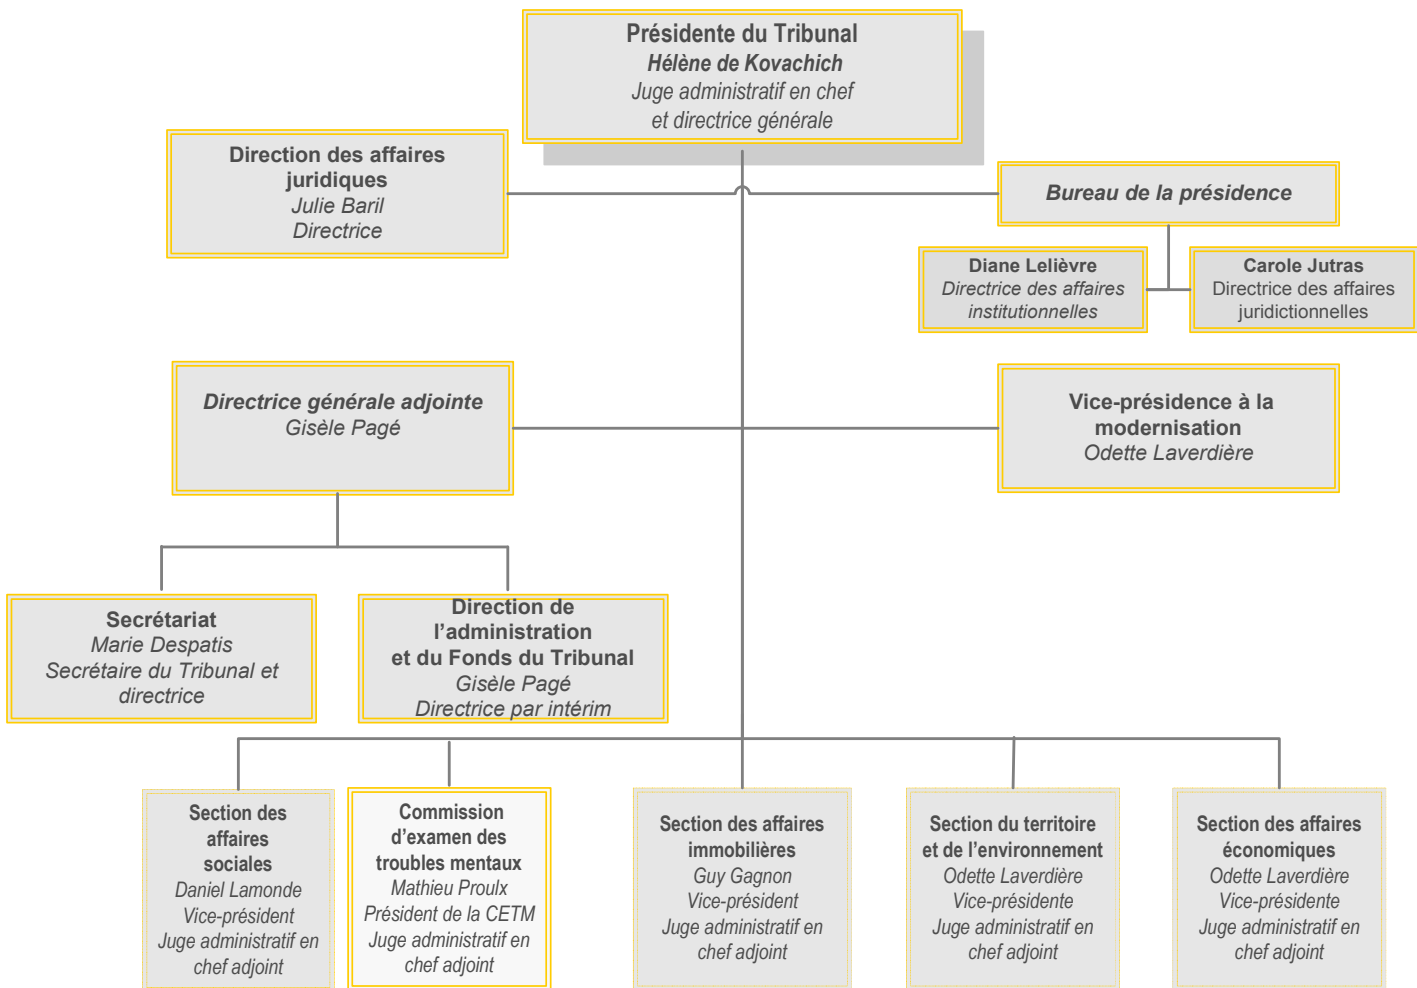 Présidente du Tribunal
Hélène de Kovachich
Juge administratif en chef
et directrice générale
Direction des affaires
juridiques
Julie Baril
Directrice
Bureau de la présidence
Diane Lelièvre
Directrice des affaires
institutionnelles
Carole Jutras
Directrice des affaires
juridictionnelles
Directrice générale adjointe
Gisèle Pagé
Vice-présidence à la
modernisation
Odette Laverdière
Secrétariat
Marie Despatis
Secrétaire du Tribunal et
directrice
Direction de
l'administration
et du Fonds du Tribunal
Gisèle Pagé
Directrice par intérim
Section des
affaires
sociales
Daniel Lamonde
Vice-président
Juge administratif en
chef adjoint
Commission
d'examen des
troubles mentaux
Mathieu Proulx
Président de la CETM
Juge administratif en
chef adjoint
Section des affaires
immobilières
Guy Gagnon
Vice-président
Juge administratif en
chef adjoint
Section du territoire
et de l'environnement
Odette Laverdière
Vice-présidente
Juge administratif en
chef adjoint
Section des affaires
économiques
Odette Laverdière
Vice-présidente
Juge administratif en
chef adjoint